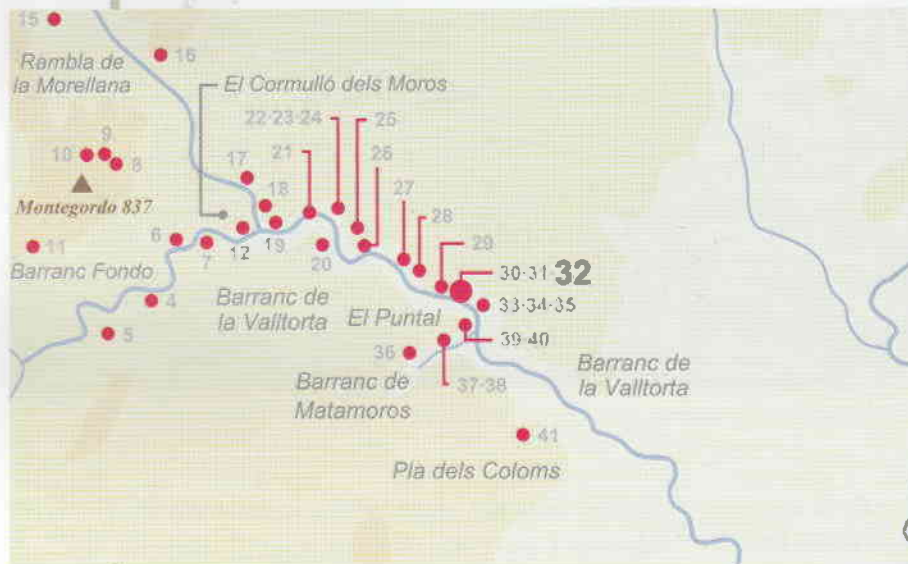 15
Rambla de
la Morellana
16
El Cormulló dels Moros
22·23·24
25
26
21
9
10
8
17
27
18
28
Montegordo 837
29
11
6
7
12
19
20
30·31·32
Barranc Fondo
4
Barranc de
la Valltorta
El Puntal
33·34·35
5
39·40
36
Barranc de
la Valltorta
Barranc de
Matamoros
37·38
41
Plà dels Coloms